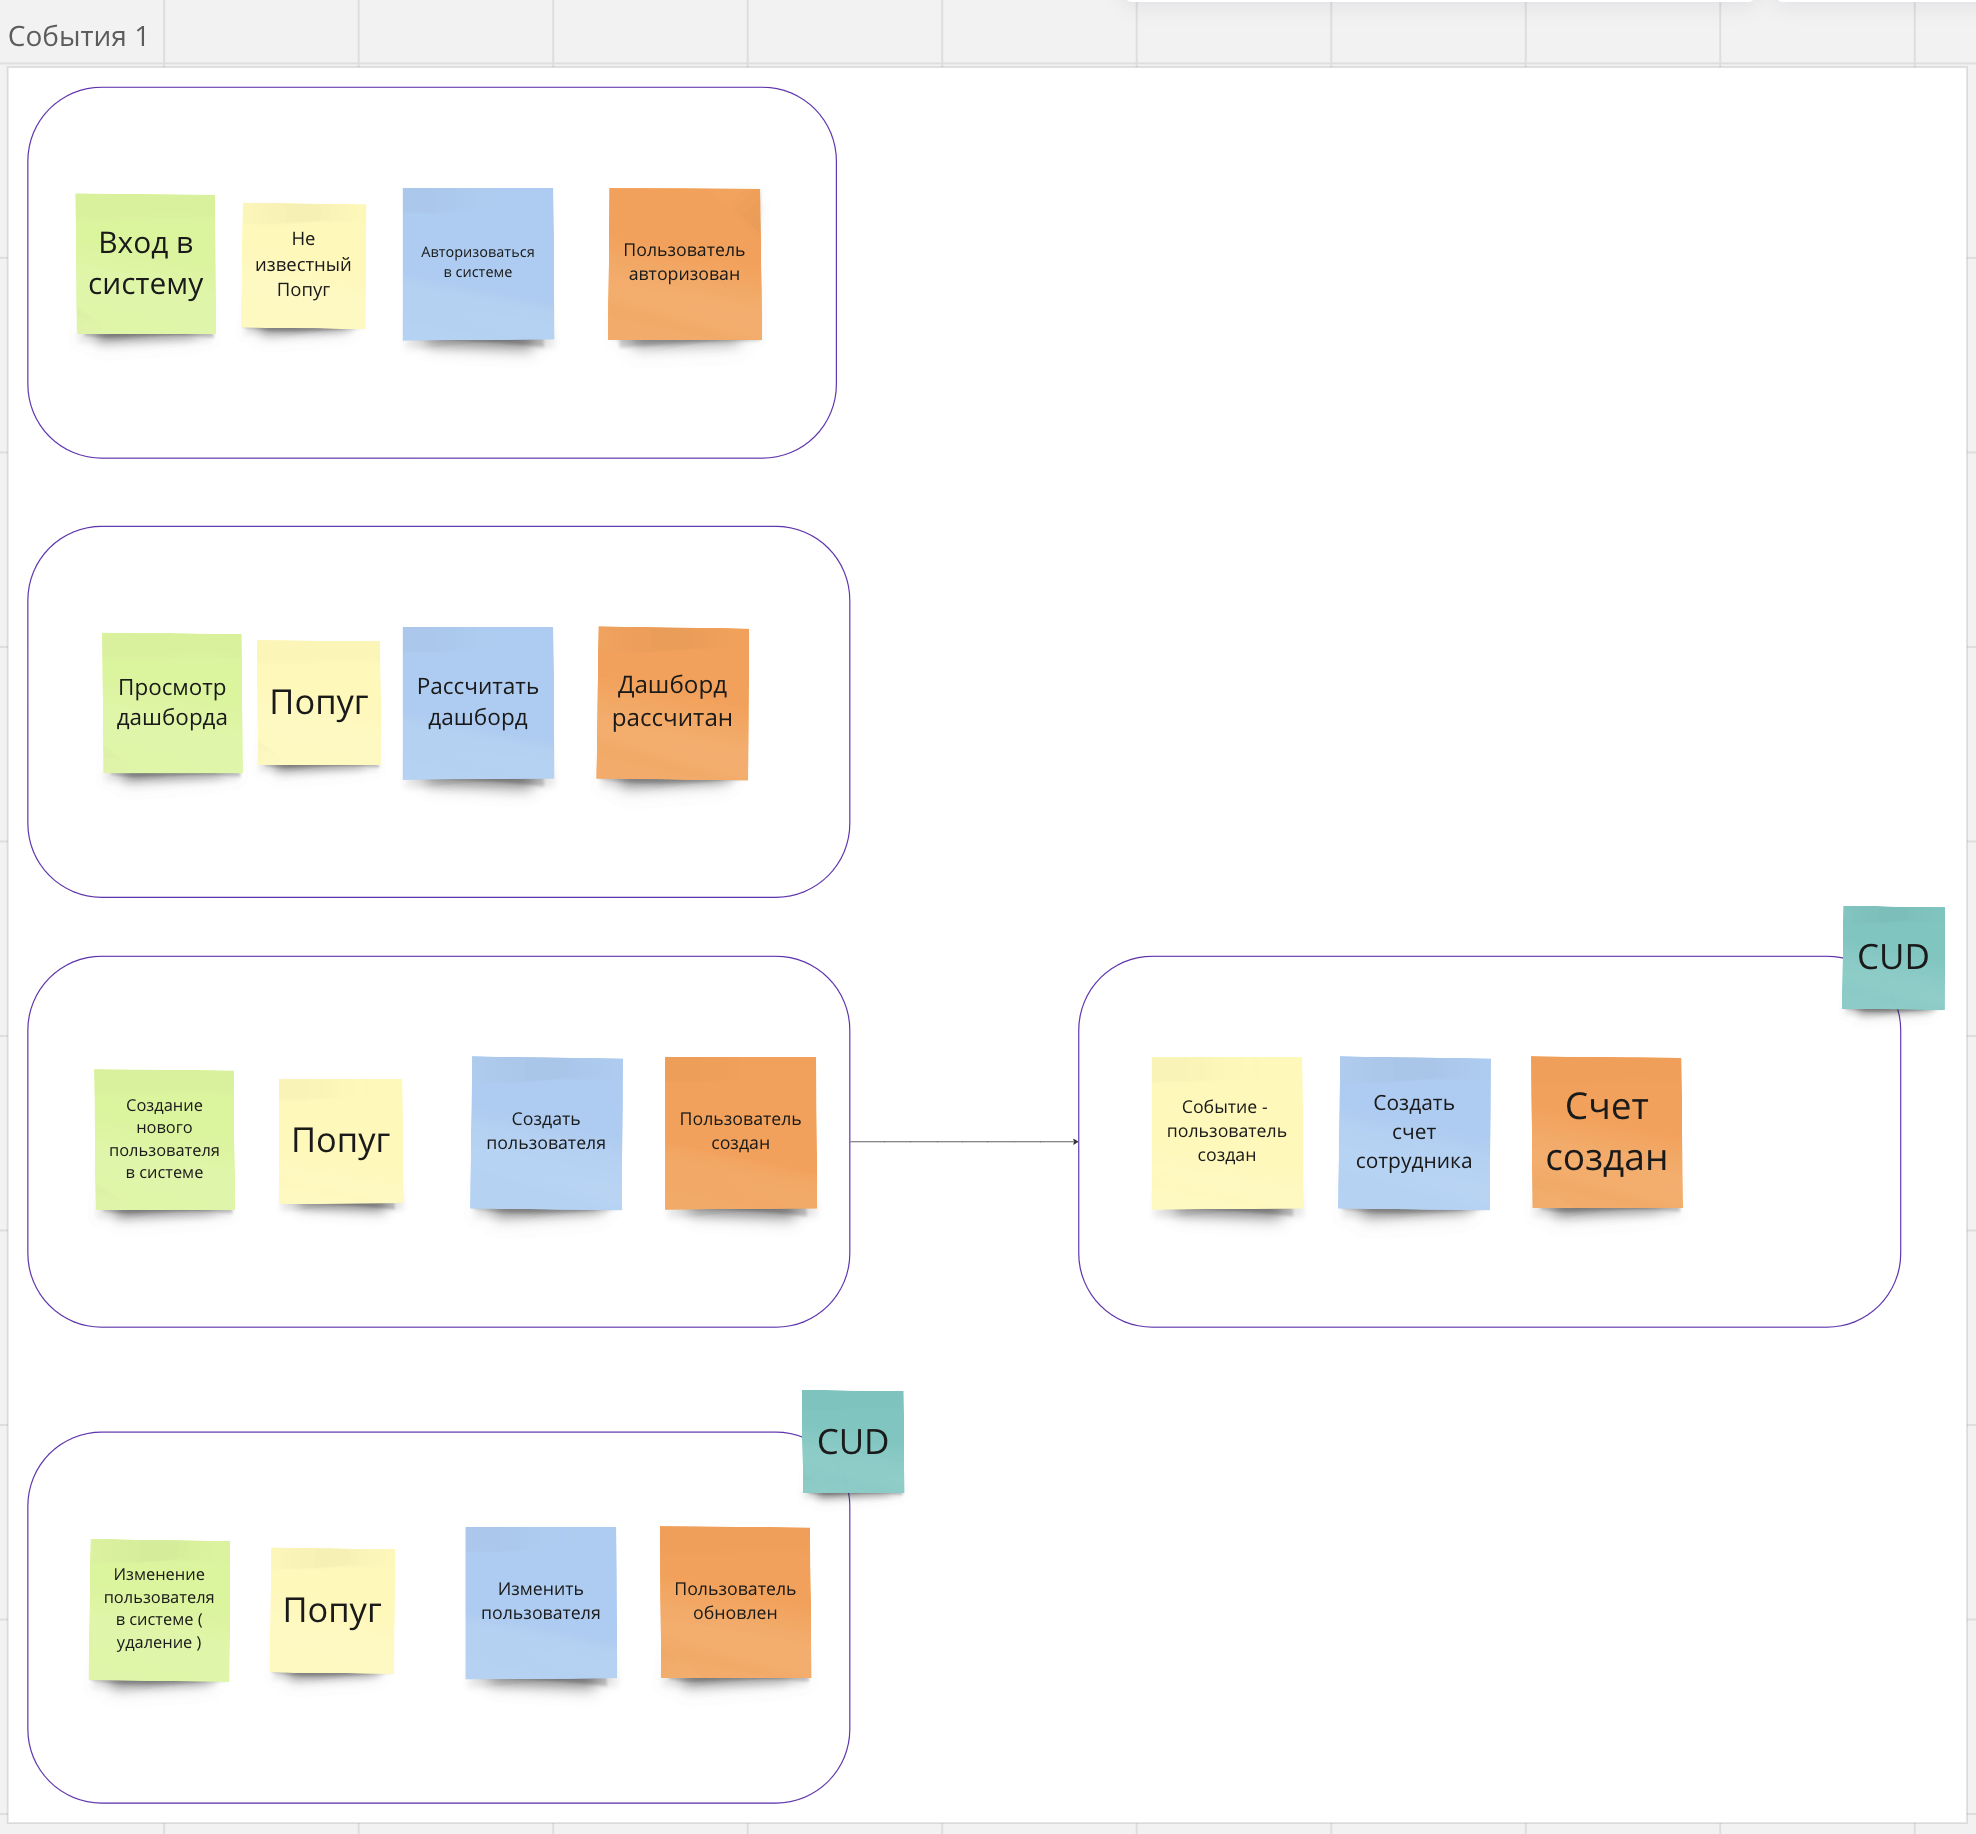 События 1
Вход в
систему
Не
известный
Попуг
Авторизоваться
в системе
Пользователь
авторизован
Просмотр
дашборда
Попуг
Рассчитать
дашборд
Дашборд
рассчитан
Создание
нового
пользователя
в системе
Попуг
Создать
пользователя
Пользователь
создан
CUD
Событие -
пользователь
создан
Создать
счет
сотрудника
Счет
создан
CUD
Изменение
пользователя
в системе (
удаление )
Попуг
Изменить
пользователя
Пользователь
обновлен